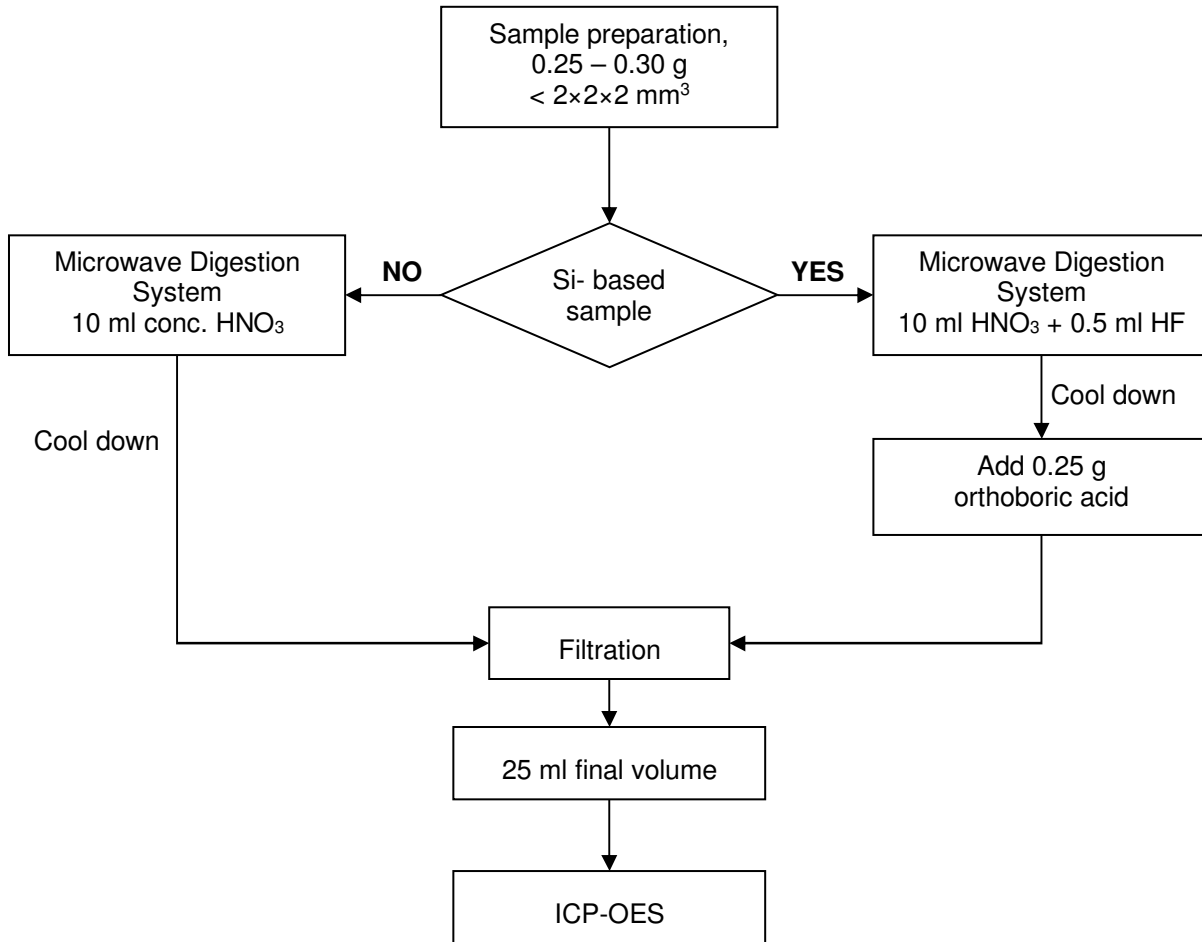 Sample preparation,
0.25 – 0.30 g
< 2×2×2 mm³
Microwave Digestion
System
10 ml conc. HNO₃
NO
Si- based
sample
YES
Microwave Digestion
System
10 ml HNO₃ + 0.5 ml HF
Cool down
Cool down
Add 0.25 g
orthoboric acid
Filtration
25 ml final volume
ICP-OES